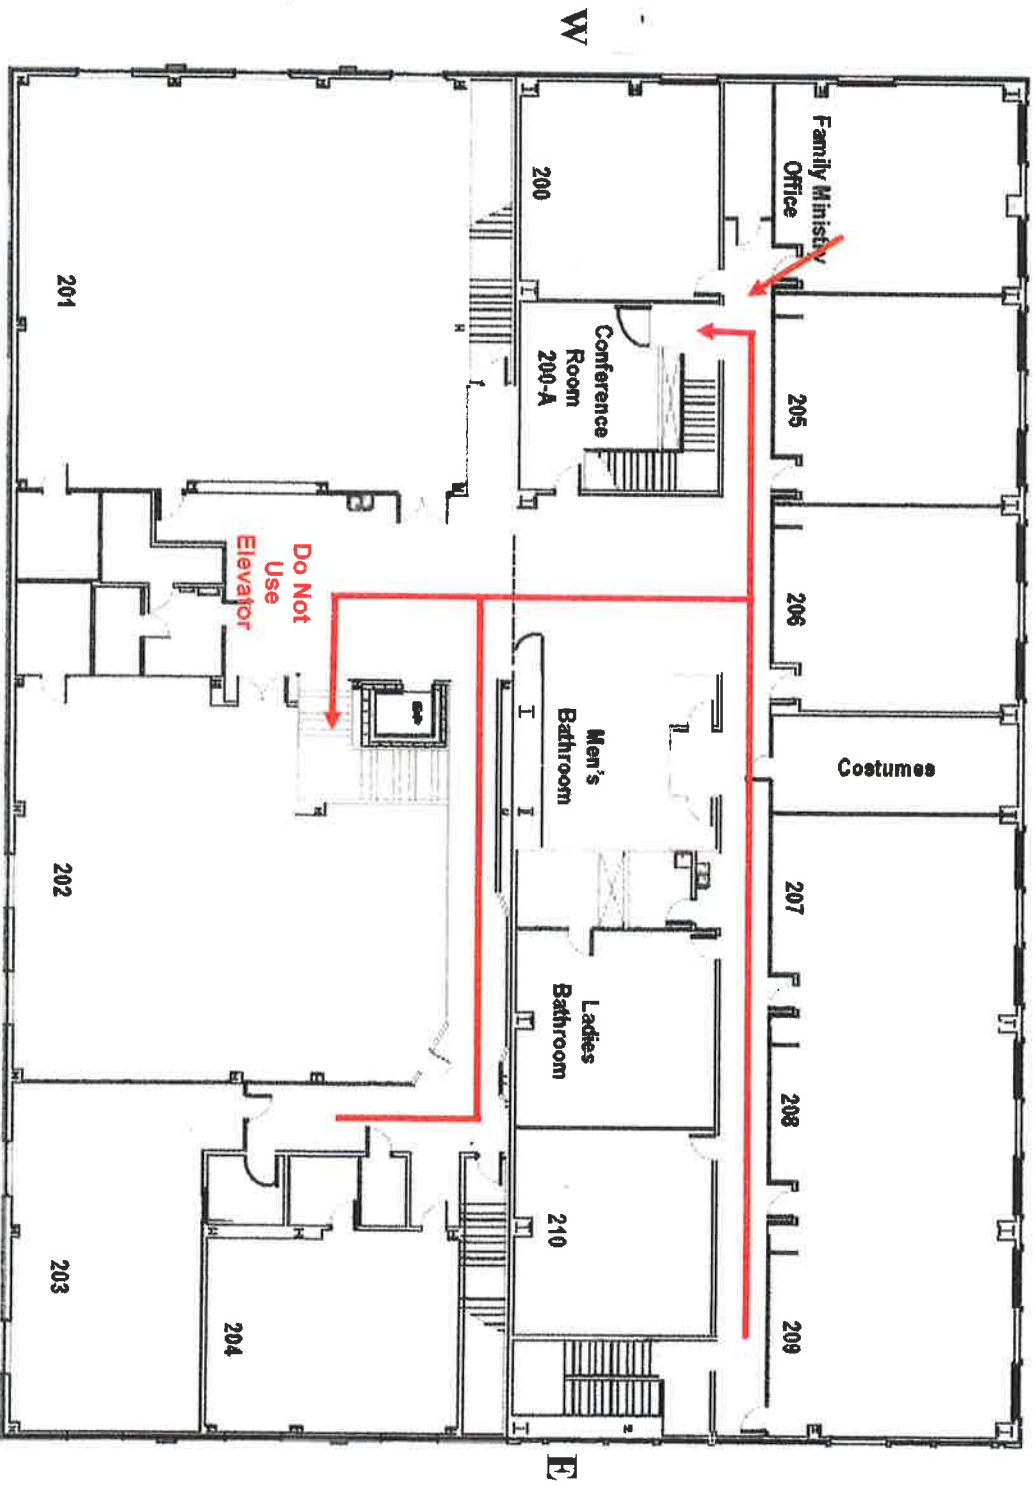 W
E
Family Ministry
Office
200
201
Conference
Room
200-A
205
206
Costumes
Men's
Bathroom
Do Not
Use
Elevator
202
207
Ladies
Bathroom
208
210
203
204
209